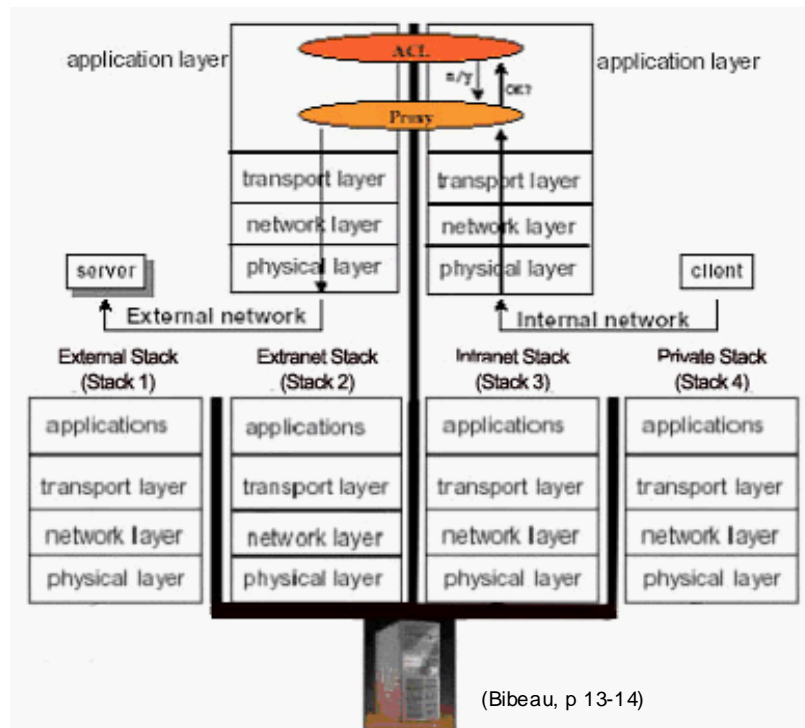 ACL
application layer
application layer
n/y
OK?
Proxy
transport layer
transport layer
network layer
network layer
physical layer
physical layer
server
client
External network
Internal network
External Stack
(Stack 1)
Extranet Stack
(Stack 2)
Intranet Stack
(Stack 3)
Private Stack
(Stack 4)
applications
applications
applications
applications
transport layer
transport layer
transport layer
transport layer
network layer
network layer
network layer
network layer
physical layer
physical layer
physical layer
physical layer
(Bibeau, p 13-14)